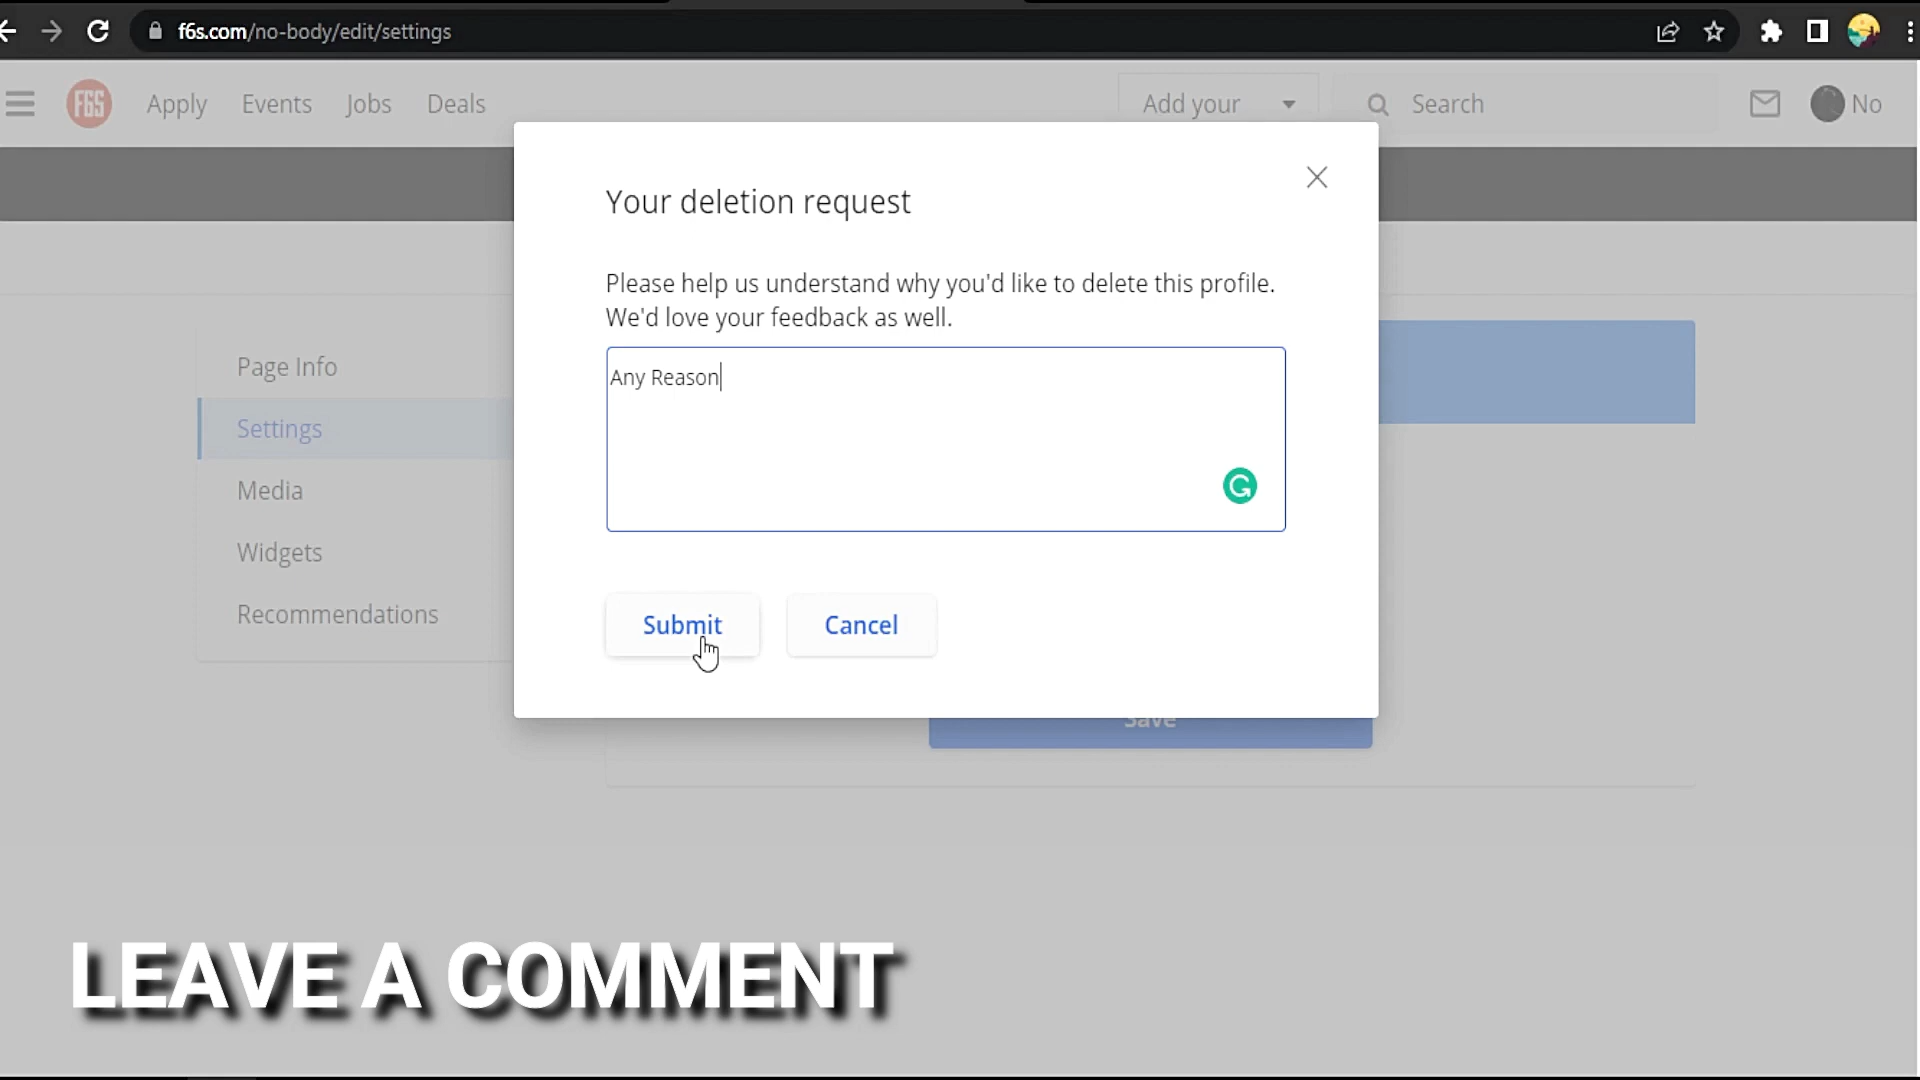 f6s.com/no-body/edit/settings
F6S
Apply
Events
Jobs
Deals
Add your
Search
No
Your deletion request
Please help us understand why you'd like to delete this profile.
We'd love your feedback as well.
Any Reason
Submit
Cancel
Page Info
Settings
Media
Widgets
Recommendations
Save
LEAVE A COMMENT